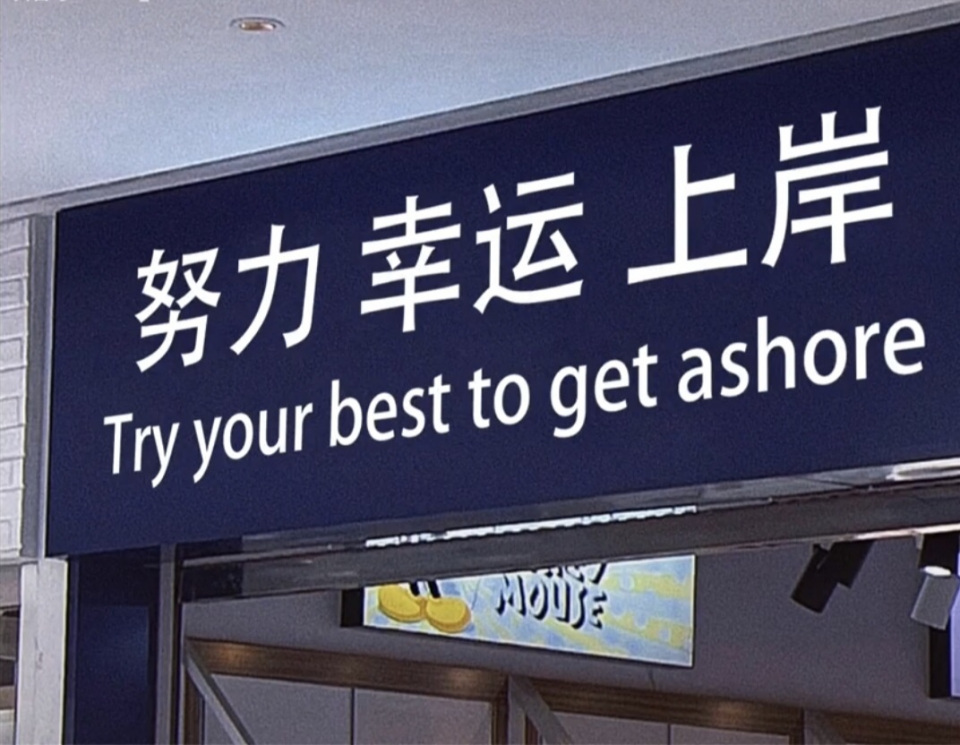 努力 幸运 上岸
Try your best to get ashore
MOUSE